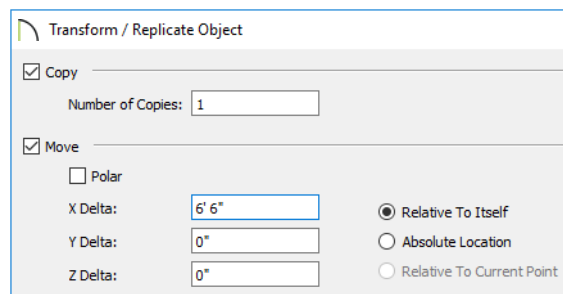 Transform / Replicate Object
Copy
Number of Copies: 1
Move
Polar
X Delta: 6' 6"
Relative To Itself
Y Delta: 0"
Absolute Location
Z Delta: 0"
Relative To Current Point